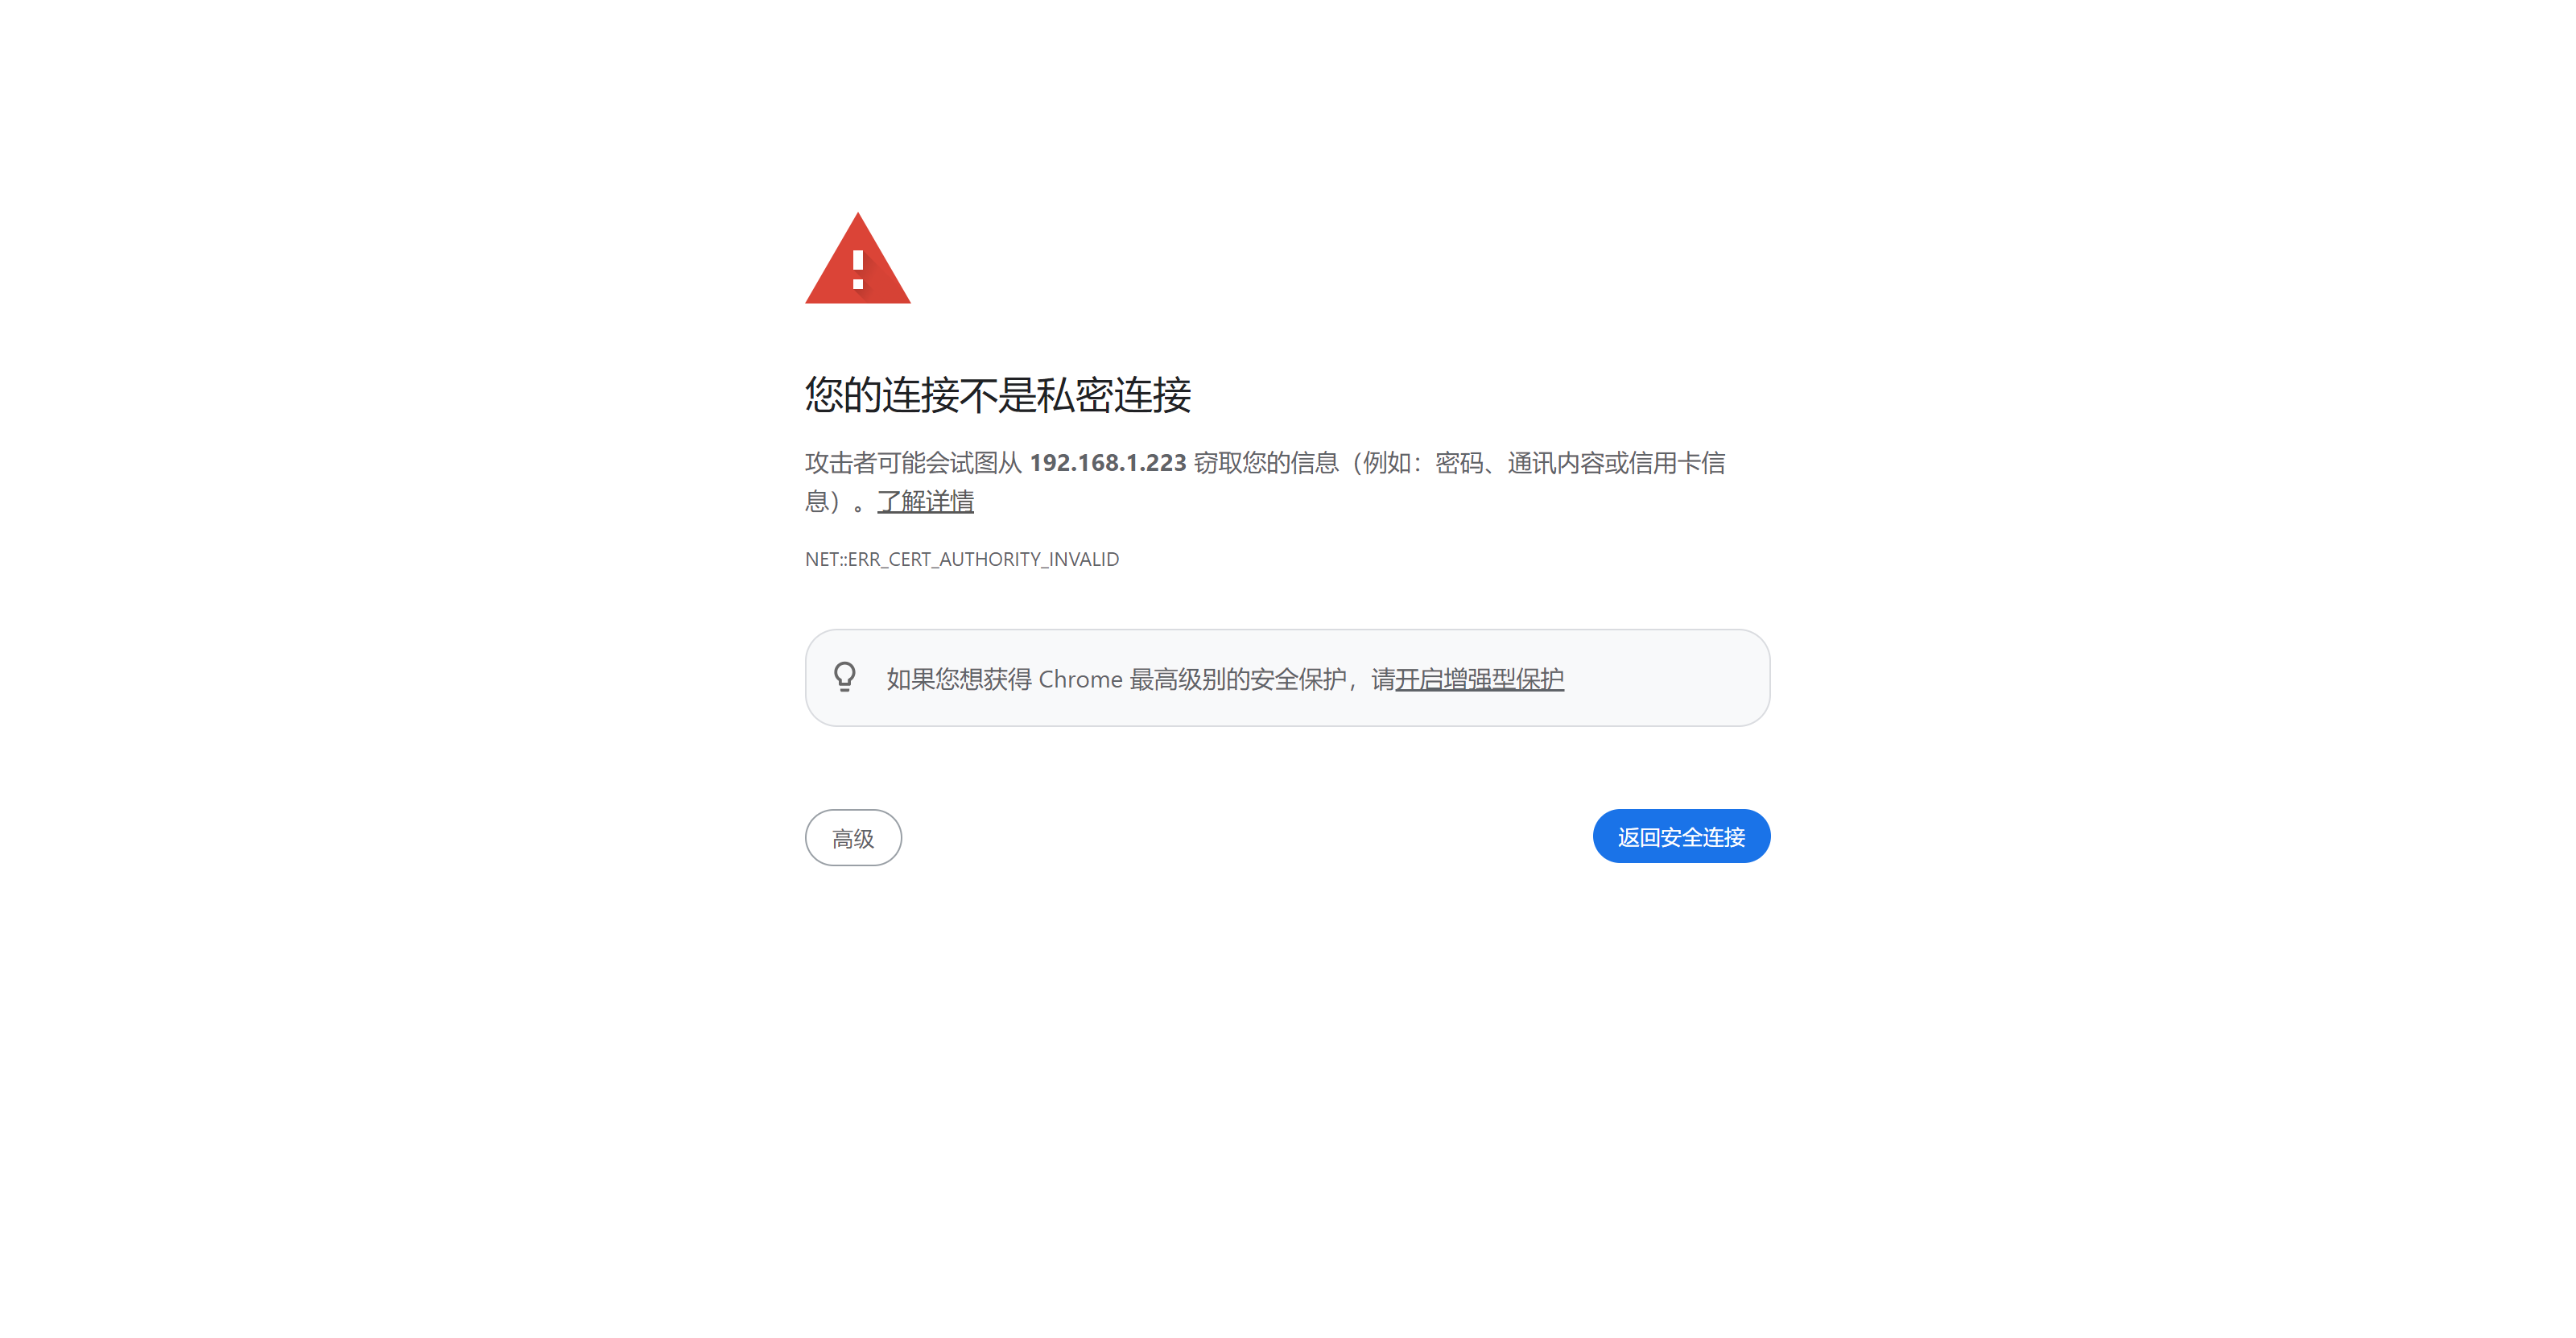 您的连接不是私密连接
攻击者可能会试图从 192.168.1.223 窃取您的信息（例如：密码、通讯内容或信用卡信
息）。了解详情
NET::ERR_CERT_AUTHORITY_INVALID
如果您想获得 Chrome 最高级别的安全保护，请开启增强型保护
高级
返回安全连接